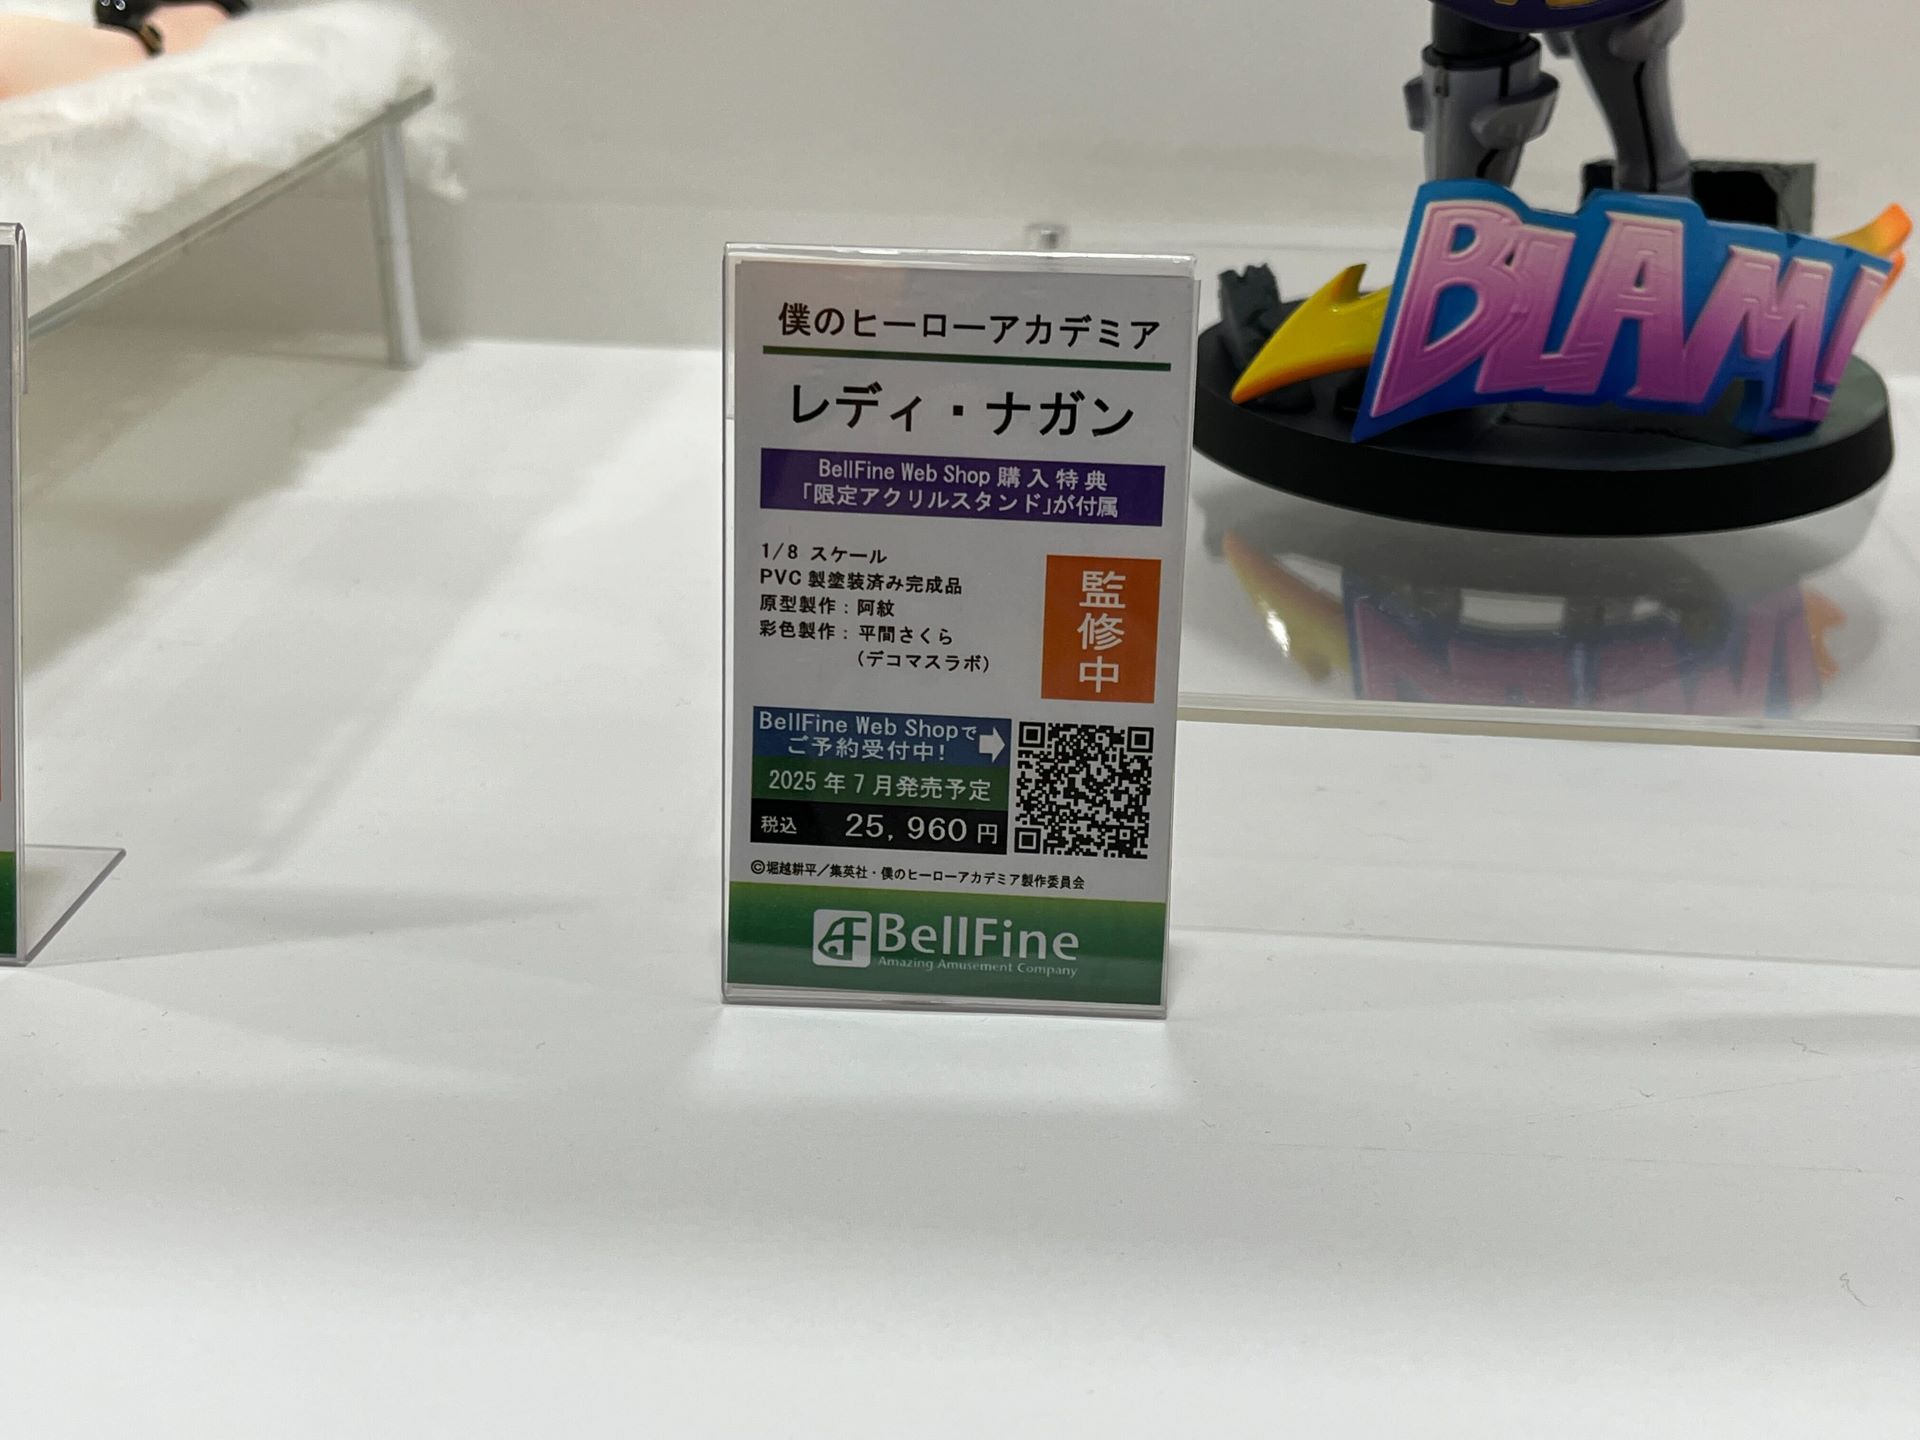 僕のヒーローアカデミア
レディ・ナガン
BellFine Web Shop 購入特典
「限定アクリルスタンド」が付属
1/8 スケール
PVC 製塗装済み完成品
原型製作：阿紋
彩色製作：平間さくら
（デコマスラボ）
監修中
BellFine Web Shopで
ご予約受付中！
2025 年 7 月発売予定
税込 25,960 円
©堀越耕平／集英社・僕のヒーローアカデミア製作委員会
BellFine
Amazing Amusement Company
BLAM!